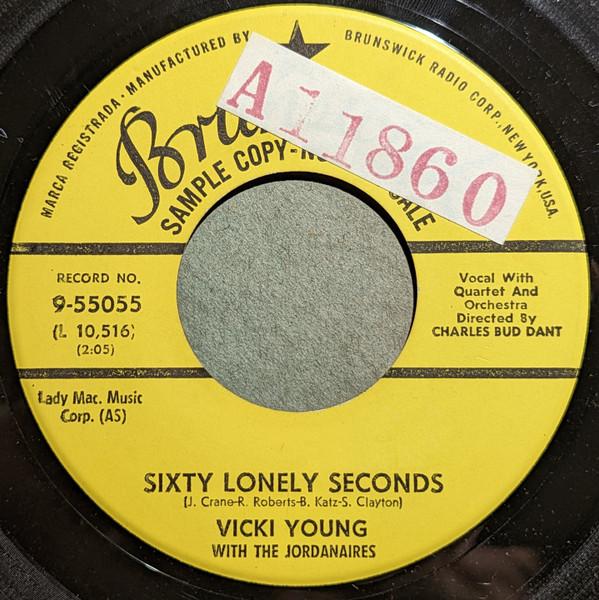 MARCA REGISTRADA · MANUFACTURED BY BRUNSWICK RADIO CORP., NEW YORK, U.S.A.
A 11860
SAMPLE COPY-
RECORD NO.
9-55055
(L 10,516)
(2:05)
Vocal With
Quartet And
Orchestra
Directed By
CHARLES BUD DANT
Lady Mac. Music
Corp. (AS)
SIXTY LONELY SECONDS
(J. Crane-R. Roberts-B. Katz-S. Clayton)
VICKI YOUNG
WITH THE JORDANAIRES